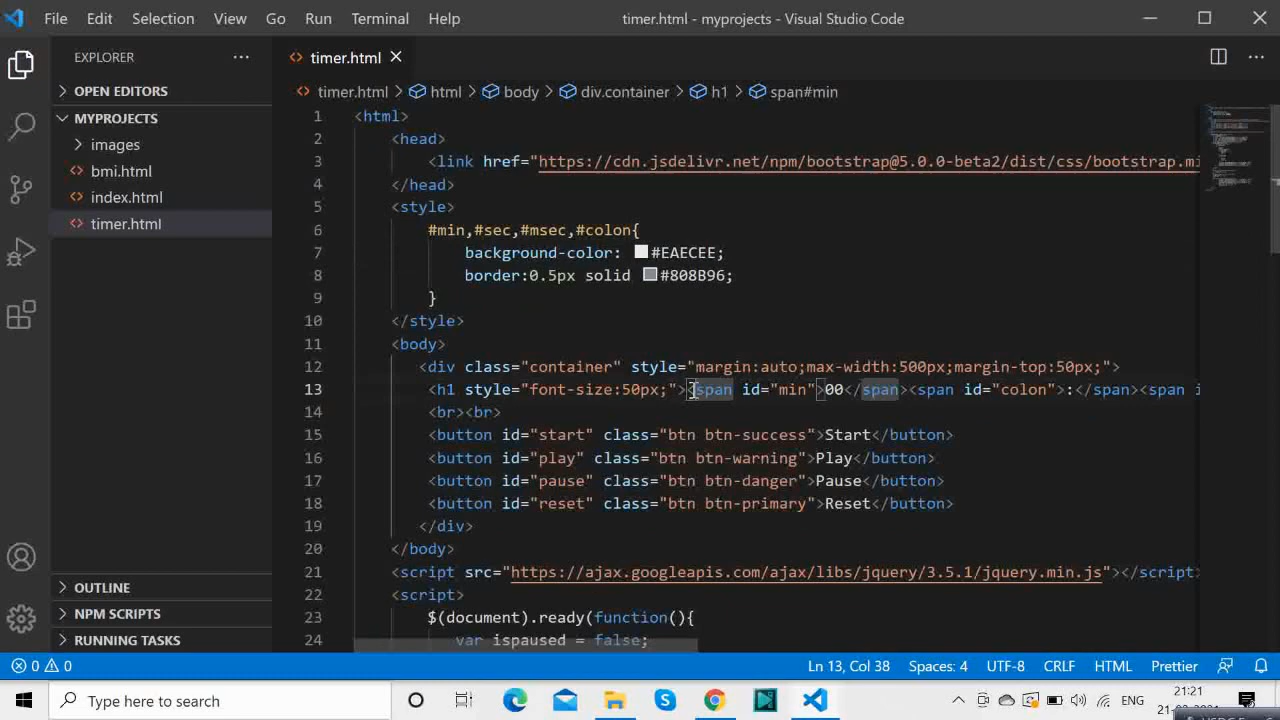 File Edit Selection View Go Run Terminal Help timer.html - myprojects - Visual Studio Code
EXPLORER
timer.html
OPEN EDITORS
timer.html html body div.container h1 span#min
MYPROJECTS
images
bmi.html
index.html
timer.html
OUTLINE
NPM SCRIPTS
RUNNING TASKS
1 <html>
2 <head>
3 <link href="https://cdn.jsdelivr.net/npm/bootstrap@5.0.0-beta2/dist/css/bootstrap.mi
4 </head>
5 <style>
6 #min,#sec,#msec,#colon{
7 background-color: #EAECEE;
8 border:0.5px solid #808B96;
9 }
10 </style>
11 <body>
12 <div class="container" style="margin:auto;max-width:500px;margin-top:50px;">
13 <h1 style="font-size:50px;"><span id="min">00</span><span id="colon">:</span><span i
14 <br><br>
15 <button id="start" class="btn btn-success">Start</button>
16 <button id="play" class="btn btn-warning">Play</button>
17 <button id="pause" class="btn btn-danger">Pause</button>
18 <button id="reset" class="btn btn-primary">Reset</button>
19 </div>
20 </body>
21 <script src="https://ajax.googleapis.com/ajax/libs/jquery/3.5.1/jquery.min.js"></script>
22 <script>
23 $(document).ready(function(){
24 var ispaused = false;
0 0 Ln 13, Col 38 Spaces: 4 UTF-8 CRLF HTML Prettier
Type here to search
ENG
21:21